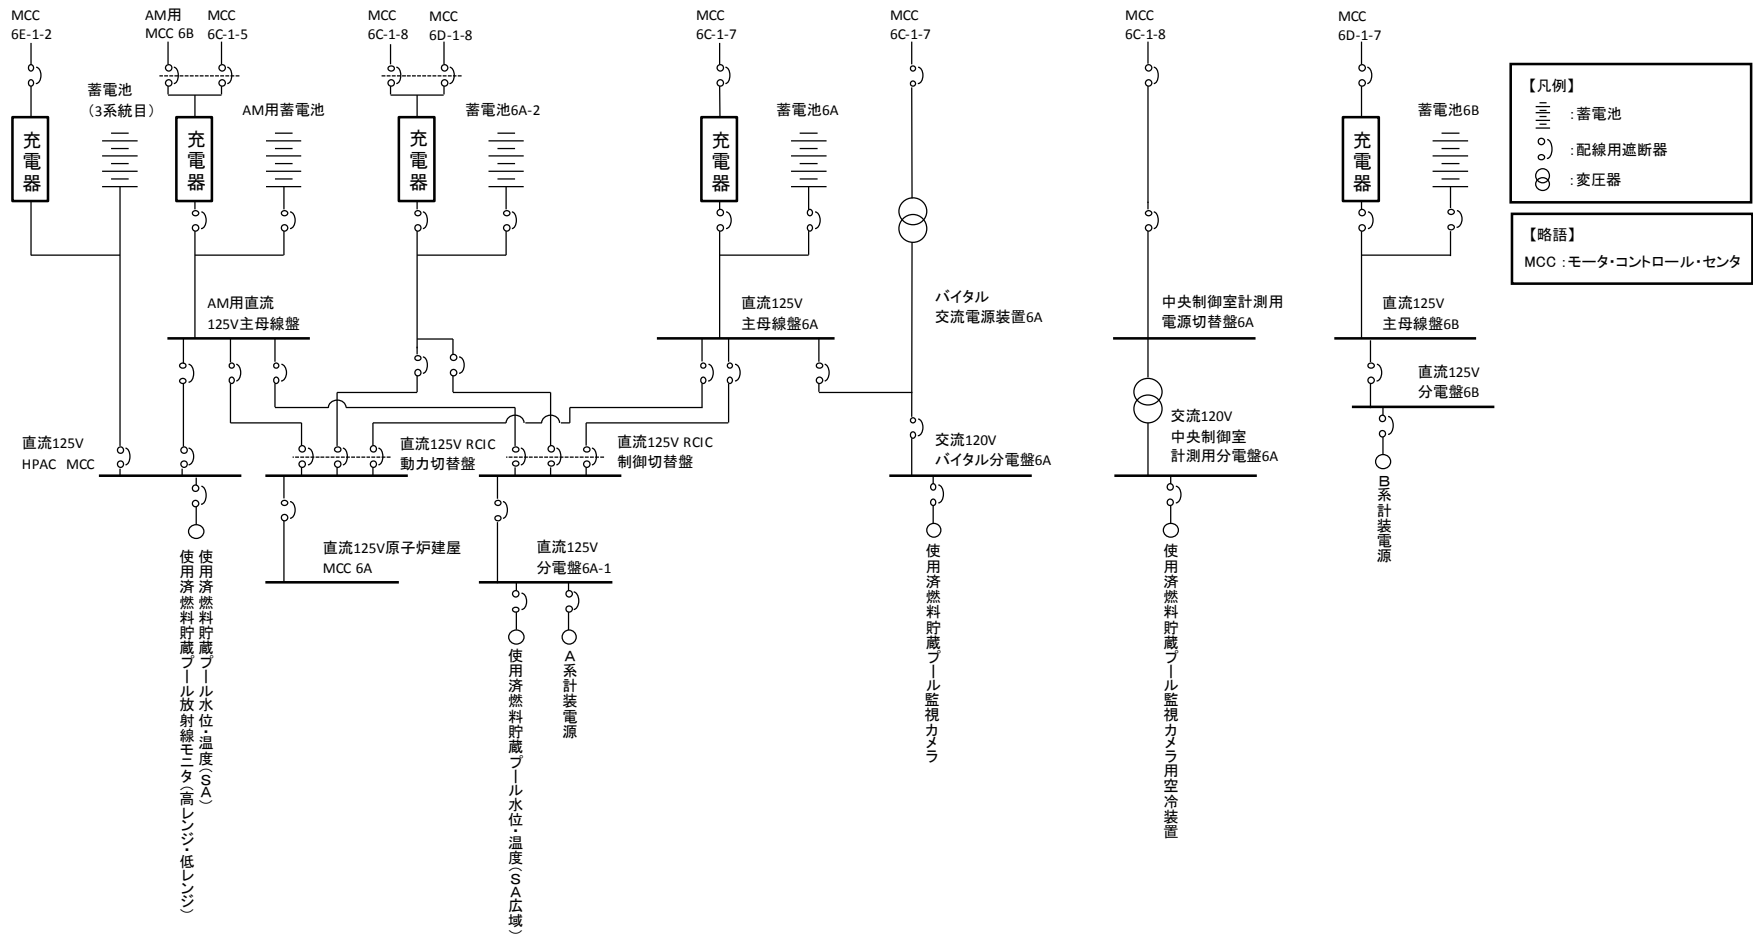 MCC
6E-1-2
AM用
MCC 6B
MCC
6C-1-5
MCC
6C-1-8
MCC
6D-1-8
MCC
6C-1-7
MCC
6C-1-7
MCC
6C-1-8
MCC
6D-1-7
充電器
蓄電池
(3系統目)
充電器
AM用蓄電池
充電器
蓄電池6A-2
充電器
蓄電池6A
充電器
蓄電池6B
【凡例】
:蓄電池
:配線用遮断器
:変圧器
【略語】
MCC:モータ・コントロール・センタ
AM用直流
125V主母線盤
直流125V
主母線盤6A
バイタル
交流電源装置6A
中央制御室計測用
電源切替盤6A
直流125V
主母線盤6B
直流125V
分電盤6B
直流125V
HPAC MCC
直流125V RCIC
動力切替盤
直流125V RCIC
制御切替盤
交流120V
バイタル分電盤6A
交流120V
中央制御室
計測用分電盤6A
直流125V原子炉建屋
MCC 6A
直流125V
分電盤6A-1
使用済燃料貯蔵プール水位・温度(SA)
使用済燃料貯蔵プール放射線モニタ(高レンジ・低レンジ)
使用済燃料貯蔵プール水位・温度(SA広域)
A系計装電源
使用済燃料貯蔵プール監視カメラ
使用済燃料貯蔵プール監視カメラ用空冷装置
B系計装電源